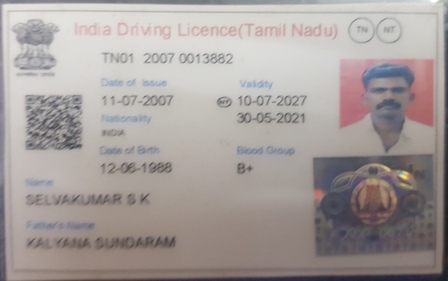 India Driving Licence(Tamil Nadu) TN NT
TN01 2007 0013882
Date of Issue Validity
11-07-2007 NT 10-07-2027
Nationality 30-05-2021
INDIA
Date of Birth Blood Group
12-06-1988 B+
Name
SELVAKUMAR S K
Father's Name
KALYANA SUNDARAM